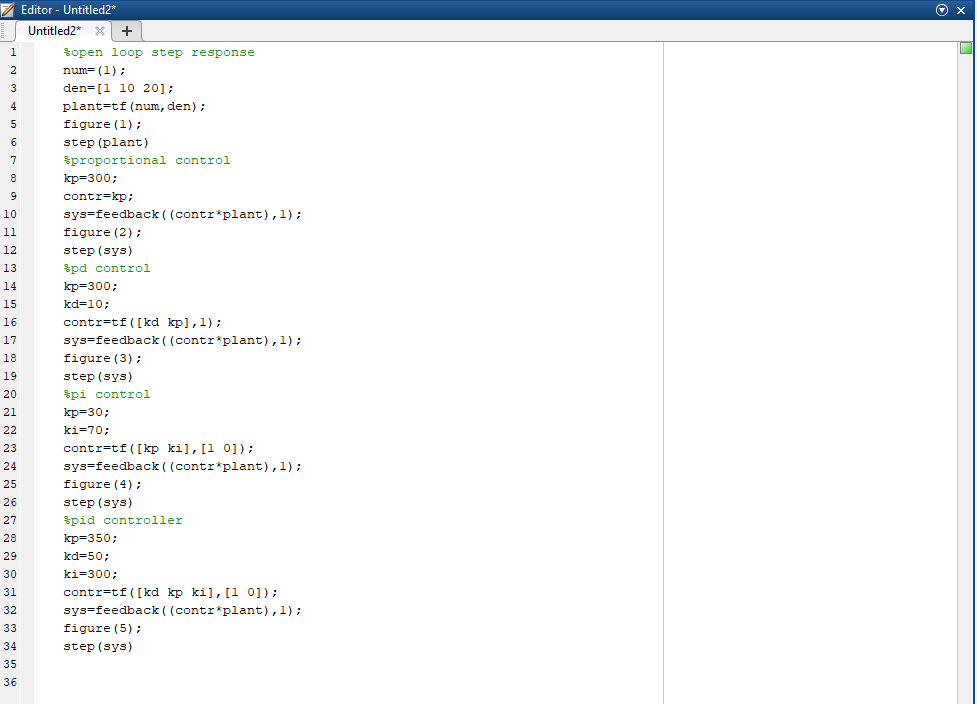 Editor - Untitled2*
Untitled2*
1 %open loop step response
2 num=(1);
3 den=[1 10 20];
4 plant=tf(num,den);
5 figure(1);
6 step(plant)
7 %proportional control
8 kp=300;
9 contr=kp;
10 sys=feedback((contr*plant),1);
11 figure(2);
12 step(sys)
13 %pd control
14 kp=300;
15 kd=10;
16 contr=tf([kd kp],1);
17 sys=feedback((contr*plant),1);
18 figure(3);
19 step(sys)
20 %pi control
21 kp=30;
22 ki=70;
23 contr=tf([kp ki],[1 0]);
24 sys=feedback((contr*plant),1);
25 figure(4);
26 step(sys)
27 %pid controller
28 kp=350;
29 kd=50;
30 ki=300;
31 contr=tf([kd kp ki],[1 0]);
32 sys=feedback((contr*plant),1);
33 figure(5);
34 step(sys)
35
36